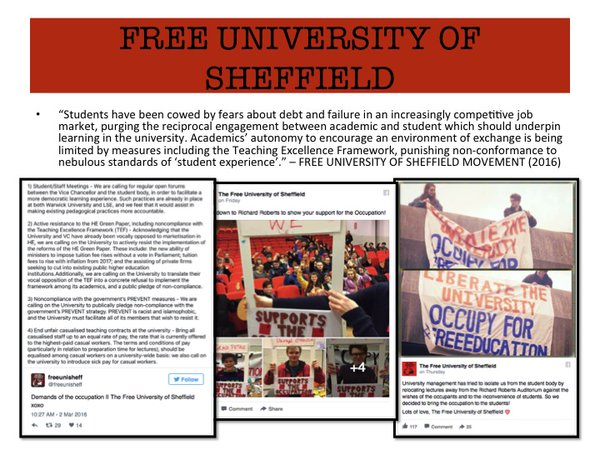 FREE UNIVERSITY OF
SHEFFIELD
• “Students have been cowed by fears about debt and failure in an increasingly competitive job
market, purging the reciprocal engagement between academic and student which should underpin
learning in the university. Academics’ autonomy to encourage an environment of exchange is being
limited by measures including the Teaching Excellence Framework, punishing non-conformance to
nebulous standards of ‘student experience’.” – FREE UNIVERSITY OF SHEFFIELD MOVEMENT (2016)
1) Student/Staff Meetings - We are calling for regular open forums
between the Vice Chancellor and the student body, in order to facilitate a
more democratic learning experience. Such practices are already in place
at both Warwick University and LSE, and we feel that it would assist in
making existing pedagogical practices more accountable.
2) Active resistance to the HE Green Paper, including noncompliance with
the Teaching Excellence Framework (TEF) - Acknowledging that the
University and VC have already been vocally opposed to marketisation in
HE, we are calling on the University to actively resist the implementation of
the reforms of the HE Green Paper. These include: the new ability of
ministers to impose tuition fee rises without a vote in Parliament; tuition
fees to rise with inflation from 2017; and the assisting of private firms
seeking to cut into existing public higher education
institutions.Additionally, we are calling on the University to translate their
vocal opposition of the TEF into a concrete refusal to implement the
framework among its academics, and a public pledge of non-compliance.
3) Noncompliance with the government's PREVENT measures – We are
calling for the University to publically pledge non-compliance with the
government's PREVENT strategy. PREVENT is racist and islamophobic,
and the University must facilitate all of its members that wish to resist it.
4) End unfair casualised teaching contracts at the university - Bring all
casualised staff up to an equal rate of pay, the rate that is currently offered
to the highest-paid casual workers. The terms and conditions of pay
(particularly in relation to preparation time for lectures), should be
equalised among casual workers on a university-wide basis: we also call on
the university to introduce sick pay for casual workers.
freeunisheff
@freeunisheff
Follow
Demands of the occupation II The Free University of Sheffield
xoxo
10:27 AM - 2 Mar 2016
29
14
The Free University of Sheffield
on Friday
down to Richard Roberts to show your support for the Occupation!
WE
SUPPORTS
THE
SUPPORTS
THE
+4
Comment
Share
OCCUPY FOR
LIBERATE THE
UNIVERSITY
OCCUPY FOR
FREEEDUCATION
The Free University of Sheffield
on Thursday
University management has tried to isolate us from the student body by
relocating lectures away from the Richard Roberts Auditorium against the
wishes of the occupants and to the inconvenience of students. So we
decided to bring the occupation to the students!
Lots of love, The Free University of Sheffield
117
Comment